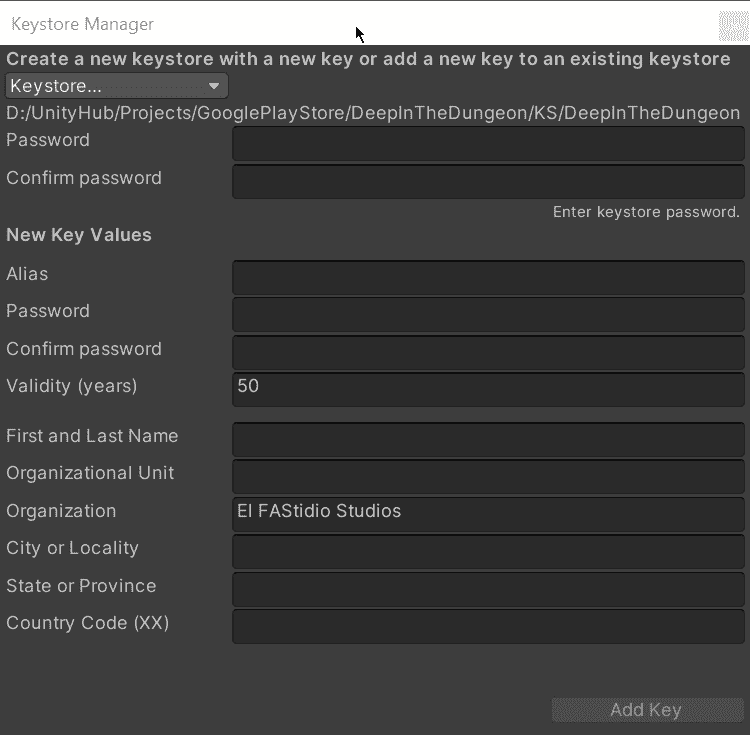 Keystore Manager
Create a new keystore with a new key or add a new key to an existing keystore
Keystore...
D:/UnityHub/Projects/GooglePlayStore/DeepInTheDungeon/KS/DeepInTheDungeon
Password
Confirm password
Enter keystore password.
New Key Values
Alias
Password
Confirm password
Validity (years) 50
First and Last Name
Organizational Unit
Organization El FAStidio Studios
City or Locality
State or Province
Country Code (XX)
Add Key